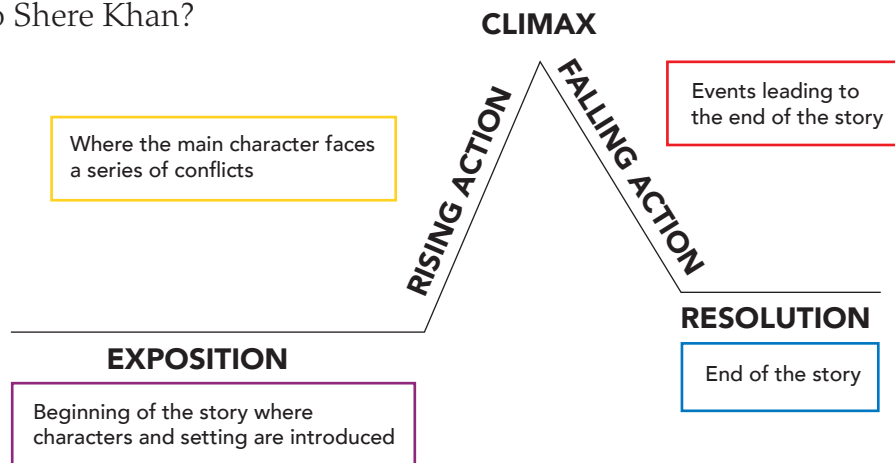 o Shere Khan?
CLIMAX
Events leading to
the end of the story
Where the main character faces
a series of conflicts
RISING ACTION
FALLING ACTION
RESOLUTION
EXPOSITION
End of the story
Beginning of the story where
characters and setting are introduced